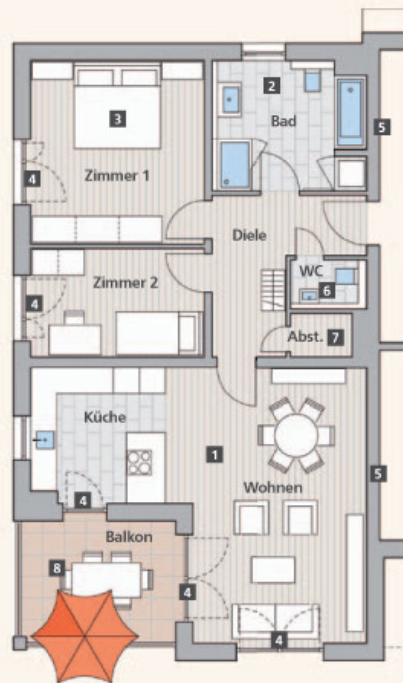 2
Bad
3
5
4
Zimmer 1
Diele
WC
4
Zimmer 2
6
Abst. 7
Küche
1
Wohnen
5
4
Balkon
8
4
4